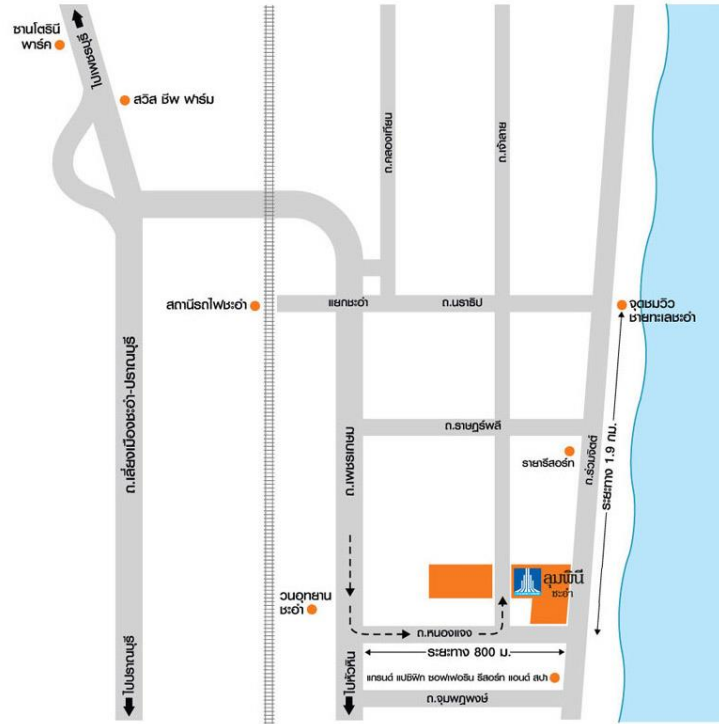 ซานโตรินี
พาร์ค
ไปเพชรบุรี
สวิส ชีพ ฟาร์ม
ถ.คลองเทียน
ถ.เจ้าลาย
สถานีรถไฟชะอำ
แยกชะอำ
ถ.นราธิป
จุดชมวิว
ชายทะเลชะอำ
ถ.เลี่ยงเมืองชะอำ-ปราณบุรี
ถ.เพชรเกษม
ถ.ราษฎร์พลี
ถ.ร่วมจิตต์
ระยะทาง 1.9 กม.
รายารีสอร์ท
ลุมพินี
ชะอำ
วนอุทยาน
ชะอำ
ถ.หนองแจง
ระยะทาง 800 ม.
ไปปราณบุรี
ไปหัวหิน
แกรนด์ แปซิฟิก ซอฟเฟอริน รีสอร์ท แอนด์ สปา
ถ.จุมพฏพงษ์